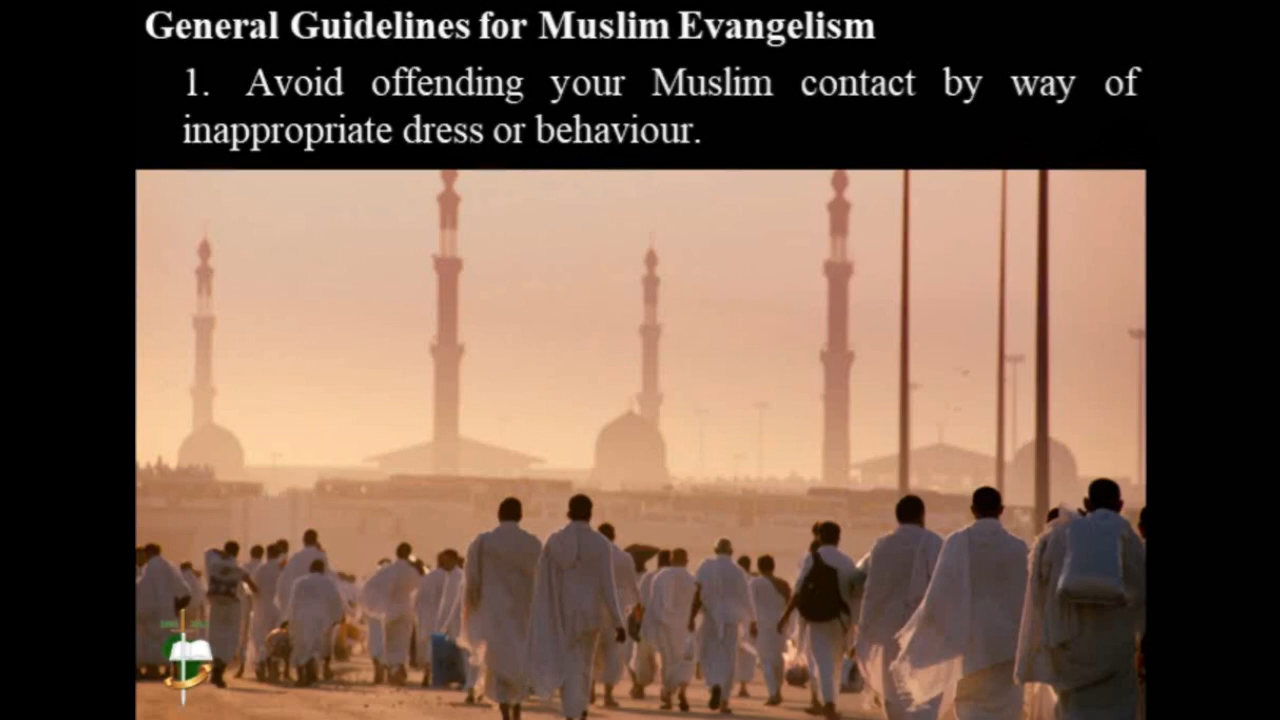 General Guidelines for Muslim Evangelism
1. Avoid offending your Muslim contact by way of
inappropriate dress or behaviour.